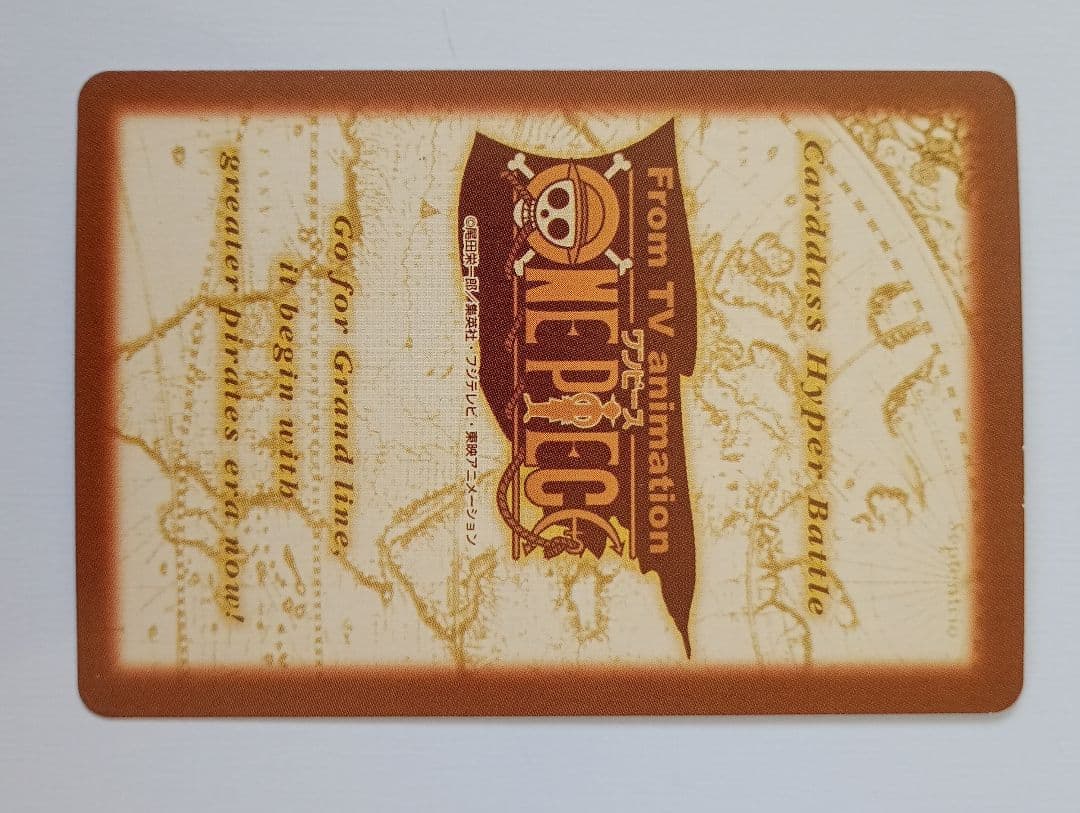 Carddass Hyper Battle
From TV animation
ワンピース
ONE PIECE
©尾田栄一郎/集英社・フジテレビ・東映アニメーション
Go for Grand line,
it begin with
greater pirates era now!
Septentrio